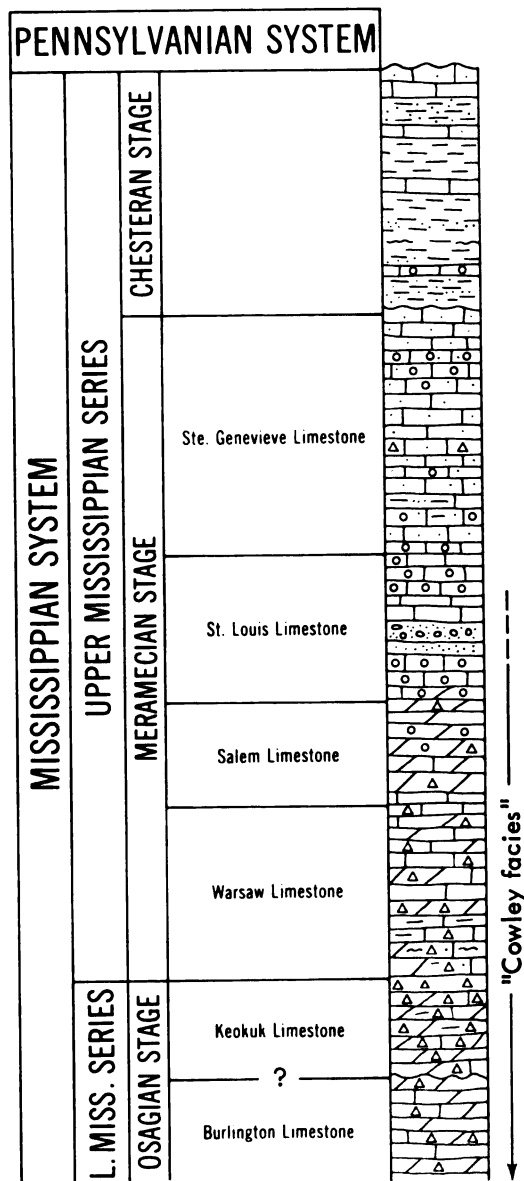 PENNSYLVANIAN SYSTEM
MISSISSIPPIAN SYSTEM
UPPER MISSISSIPPIAN SERIES
CHESTERAN STAGE
MERAMECIAN STAGE
Ste. Genevieve Limestone
St. Louis Limestone
Salem Limestone
Warsaw Limestone
L. MISS. SERIES
OSAGIAN STAGE
Keokuk Limestone
?
Burlington Limestone
"Cowley facies"